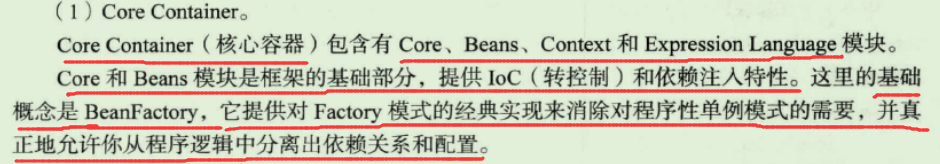 （1）Core Container。
Core Container（核心容器）包含有 Core、Beans、Context 和 Expression Language 模块。
Core 和 Beans 模块是框架的基础部分，提供 IoC（转控制）和依赖注入特性。这里的基础
概念是 BeanFactory，它提供对 Factory 模式的经典实现来消除对程序性单例模式的需要，并真
正地允许你从程序逻辑中分离出依赖关系和配置。